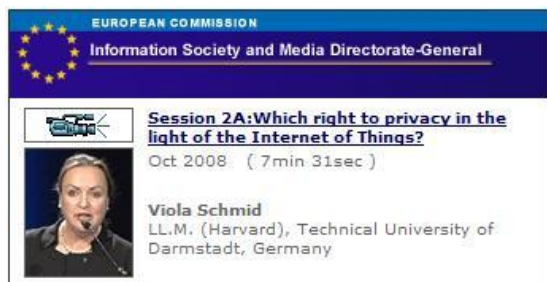 EUROPEAN COMMISSION
Information Society and Media Directorate-General
Session 2A:Which right to privacy in the
light of the Internet of Things?
Oct 2008 ( 7min 31sec )
Viola Schmid
LL.M. (Harvard), Technical University of
Darmstadt, Germany